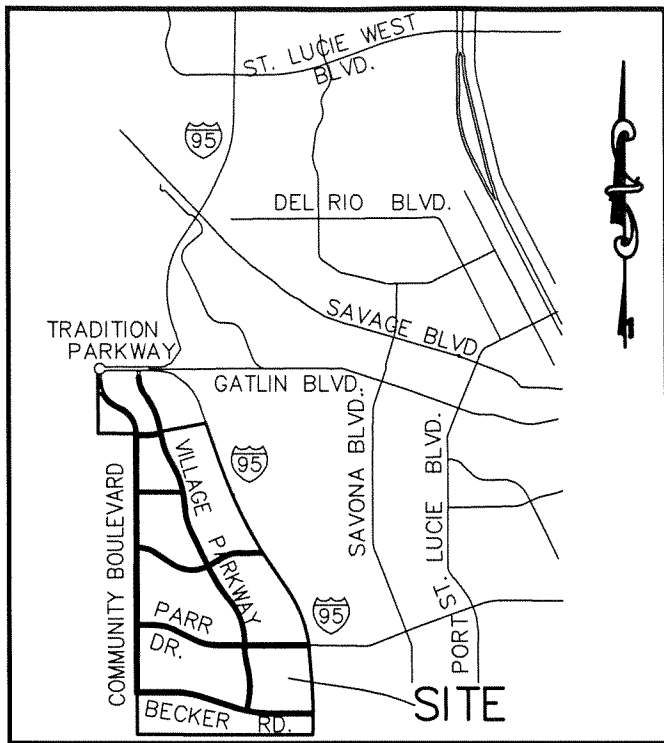 ST. LUCIE WEST
BLVD.
95
DEL RIO BLVD.
SAVAGE BLVD.
TRADITION
PARKWAY
GATLIN BLVD.
SAVONA BLVD.
PORT ST. LUCIE BLVD.
95
VILLAGE PARKWAY
COMMUNITY BOULEVARD
95
PARR
DR.
SITE
BECKER RD.